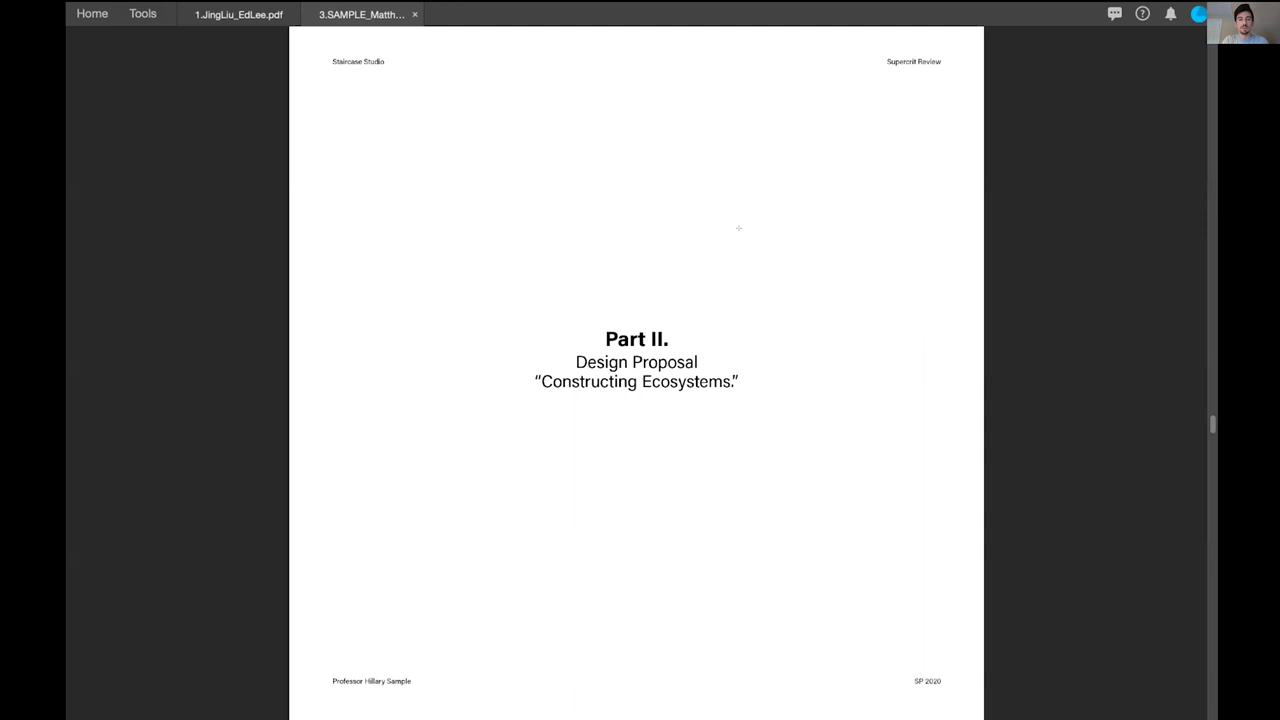 Home Tools 1.JingLiu_EdLee.pdf 3.SAMPLE_Matth... ×
Staircase Studio Supercrit Review
Part II.
Design Proposal
“Constructing Ecosystems.”
Professor Hillary Sample SP 2020